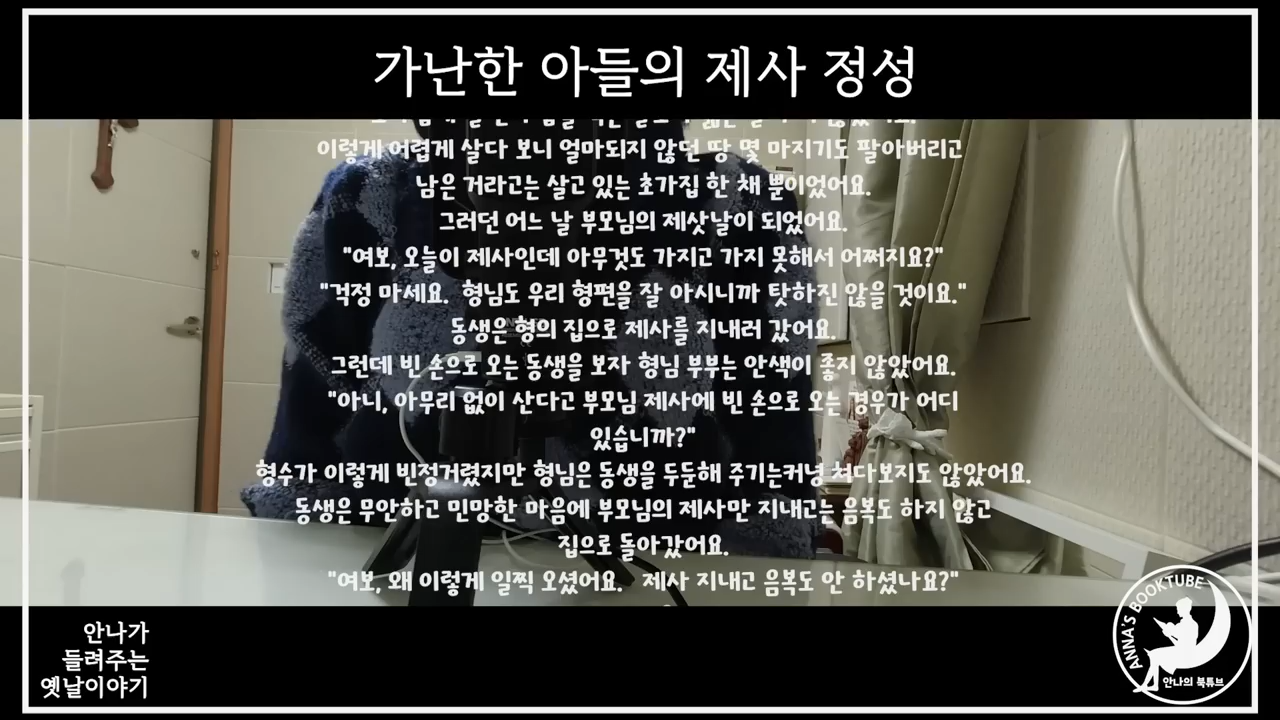 가난한 아들의 제사 정성
이렇게 어렵게 살다 보니 얼마되지 않던 땅 몇 마지기도 팔아버리고
남은 거라고는 살고 있는 초가집 한 채 뿐이었어요.
그러던 어느 날 부모님의 제삿날이 되었어요.
"여보, 오늘이 제사인데 아무것도 가지고 가지 못해서 어쩌지요?"
"걱정 마세요. 형님도 우리 형편을 잘 아시니까 탓하진 않을 것이요."
동생은 형의 집으로 제사를 지내러 갔어요.
그런데 빈 손으로 오는 동생을 보자 형님 부부는 안색이 좋지 않았어요.
"아니, 아무리 없이 산다고 부모님 제사에 빈 손으로 오는 경우가 어디
있습니까?"
형수가 이렇게 빈정거렸지만 형님은 동생을 두둔해 주기는커녕 쳐다보지도 않았어요.
동생은 무안하고 민망한 마음에 부모님의 제사만 지내고는 음복도 하지 않고
집으로 돌아갔어요.
"여보, 왜 이렇게 일찍 오셨어요. 제사 지내고 음복도 안 하셨나요?"
안나가
들려주는
옛날이야기
ANNA'S BOOKTUBE
안나의 북튜브